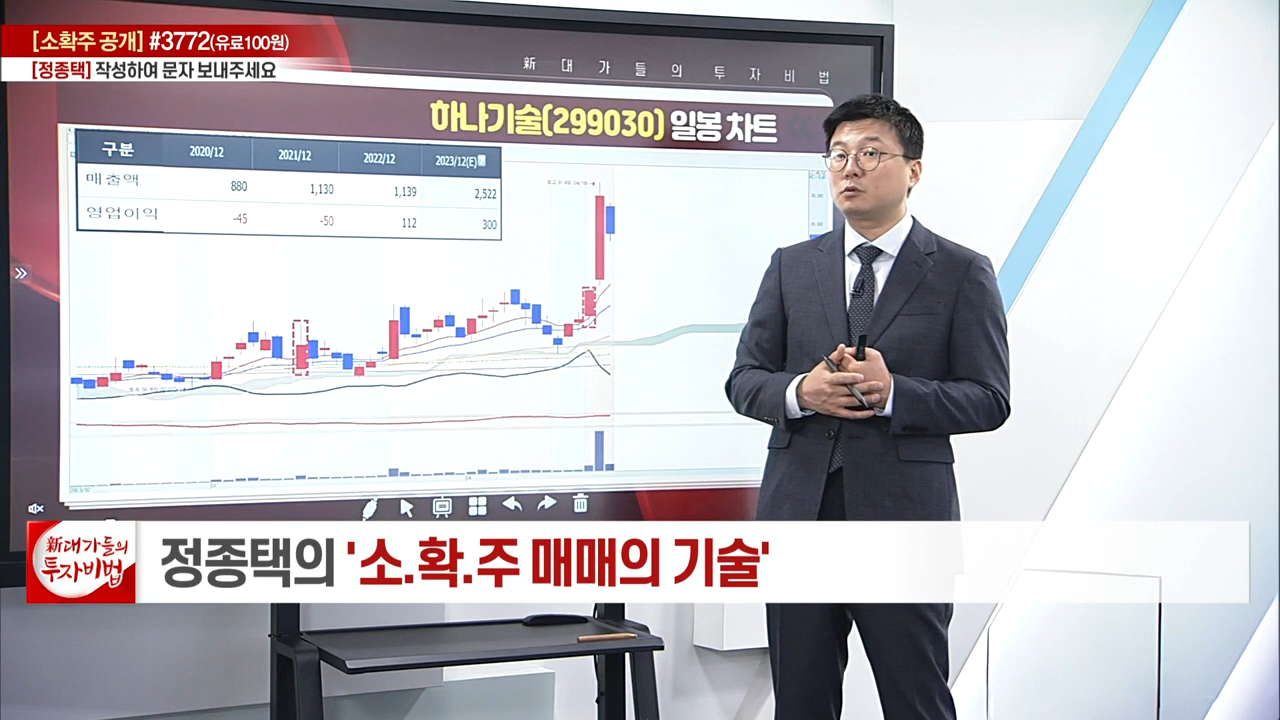 [소확주 공개] #3772(유료100원)
[정종택] 작성하여 문자 보내주세요
新 대 가 들 의 투 자 비 법
하나기술(299030) 일봉 차트
구분 2020/12 2021/12 2022/12 2023/12(E)
매출액 880 1,130 1,139 2,522
영업이익 -45 -50 112 300
新대가들의
투자비법
정종택의 '소.확.주 매매의 기술'